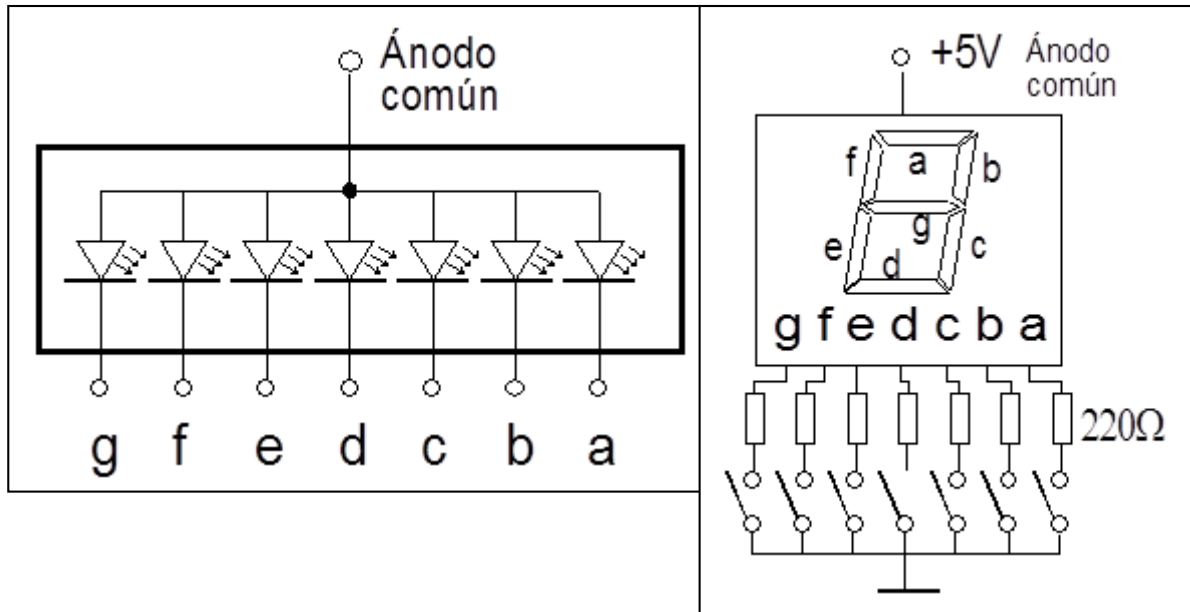 Ánodo
común
g f e d c b a
+5V Ánodo
común
f a b
g
e d c
g f e d c b a
220Ω